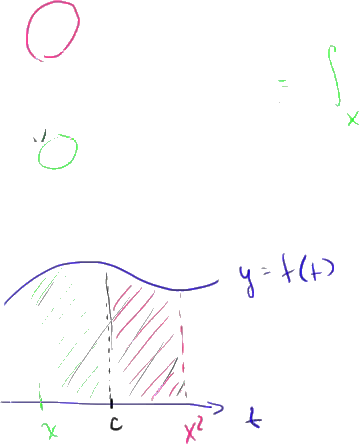 = ∫x
y = f(t)
x c x² t